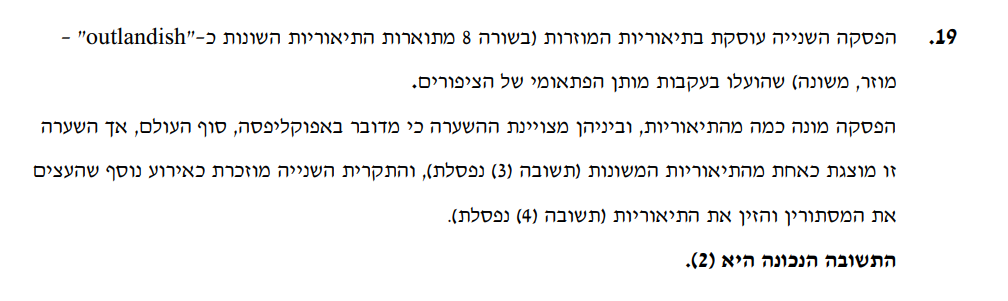 19. הפסקה השנייה עוסקת בתיאוריות המוזרות (בשורה 8 מתוארות התיאוריות השונות כ-"outlandish" -
מוזר, משונה) שהועלו בעקבות מותן הפתאומי של הציפורים.
הפסקה מונה כמה מהתיאוריות, וביניהן מצויינת ההשערה כי מדובר באפוקליפסה, סוף העולם, אך השערה
זו מוצגת כאחת מהתיאוריות המשונות (תשובה (3) נפסלת), והתקרית השנייה מוזכרת כאירוע נוסף שהעצים
את המסתורין והזין את התיאוריות (תשובה (4) נפסלת).
התשובה הנכונה היא (2).